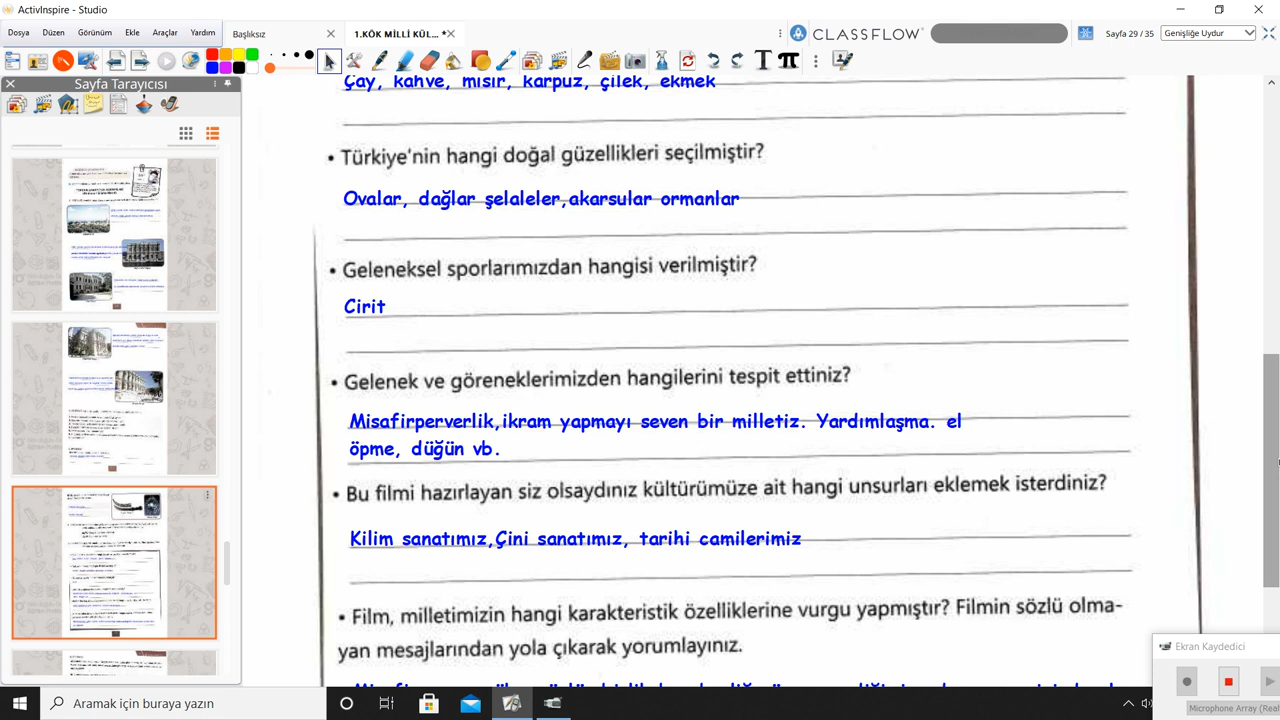 ActivInspire - Studio
Dosya Düzen Görünüm Ekle Araçlar Yardım
Başlıksız
1.KÖK MİLLİ KÜL... *
CLASSFLOW
Sayfa 29 / 35
Genişliğe Uydur
Sayfa Tarayıcısı
Çay, kahve, mısır, karpuz, çilek, ekmek
• Türkiye'nin hangi doğal güzellikleri seçilmiştir?
Ovalar, dağlar şelaleler,akarsular ormanlar
• Geleneksel sporlarımızdan hangisi verilmiştir?
Cirit
• Gelenek ve göreneklerimizden hangilerini tespit ettiniz?
Misafirperverlik,ikram yapmayı seven bir milletiz. Yardımlaşma. el
öpme, düğün vb.
• Bu filmi hazırlayan siz olsaydınız kültürümüze ait hangi unsurları eklemek isterdiniz?
Kilim sanatımız,Çini sanatımız, tarihi camilerimiz
• Film, milletimizin hangi karakteristik özelliklerine vurgu yapmıştır? Filmin sözlü olma-
yan mesajlarından yola çıkarak yorumlayınız.
Ekran Kaydedici
Microphone Array (Real
Aramak için buraya yazın